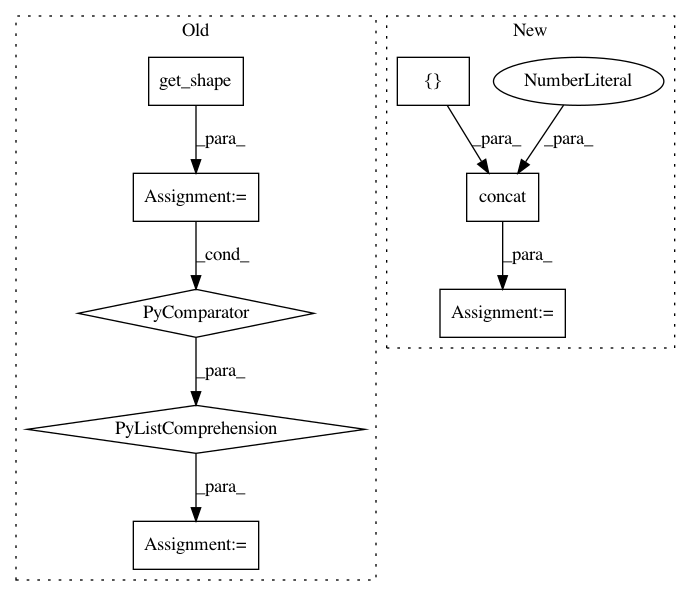 Old
New
get_shape
{}
NumberLiteral
_para_
_para_
_para_
Assignment:=
concat
_cond_
_para_
PyComparator
Assignment:=
_para_
PyListComprehension
_para_
Assignment:=